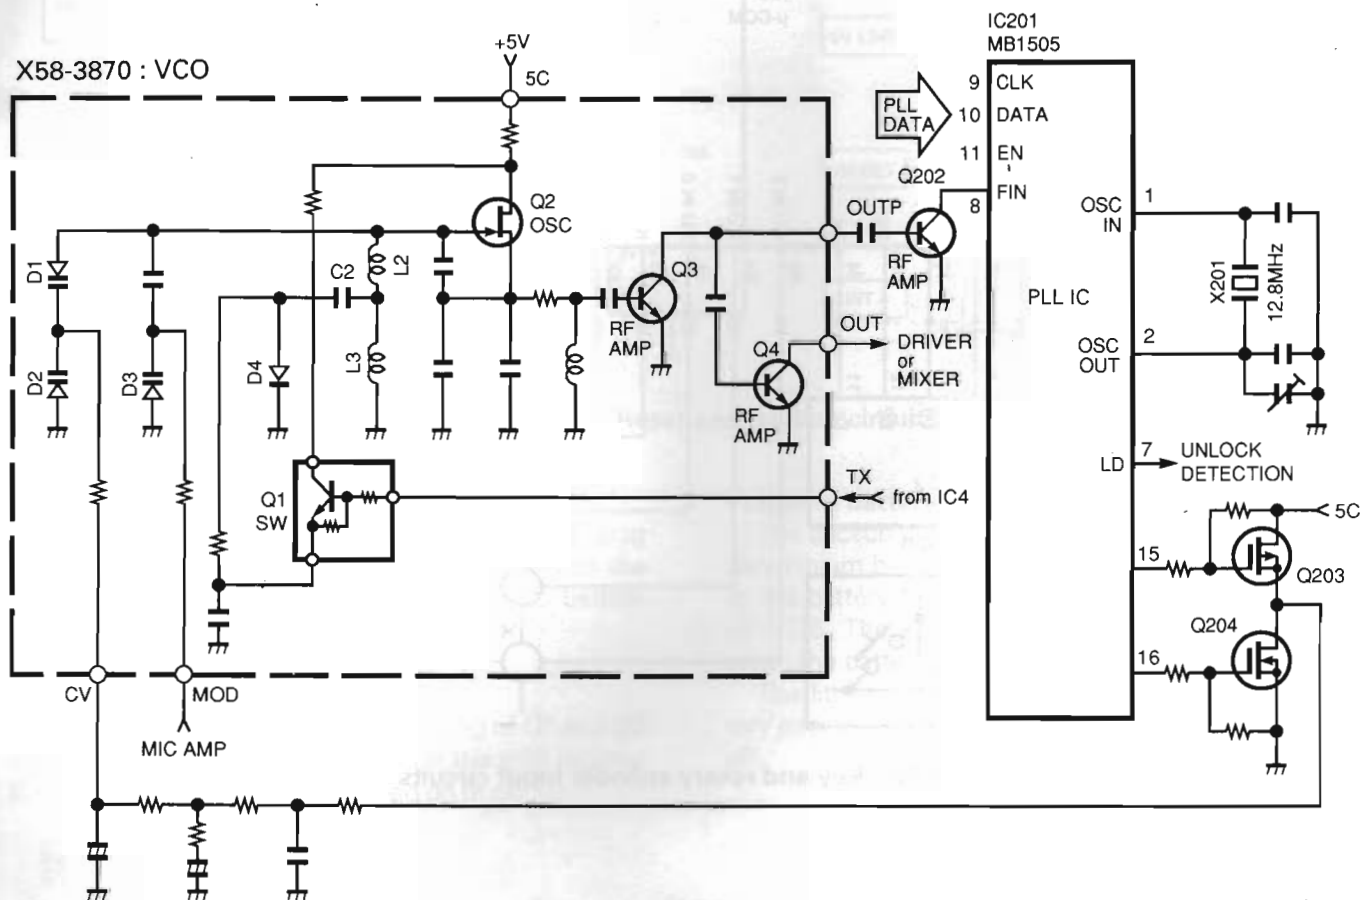 X58-3870 : VCO
+5V
5C
Q2
OSC
D1
D2
D3
D4
C2
L2
L3
Q3
RF
AMP
Q4
RF
AMP
Q1
SW
OUTP
OUT
DRIVER
or
MIXER
TX
from IC4
CV
MOD
MIC AMP
PLL
DATA
Q202
RF
AMP
IC201
MB1505
9 CLK
10 DATA
11 EN
8 FIN
PLL IC
OSC
IN
1
OSC
OUT
2
X201
12.8MHz
LD
7
UNLOCK
DETECTION
5C
15
Q203
16
Q204